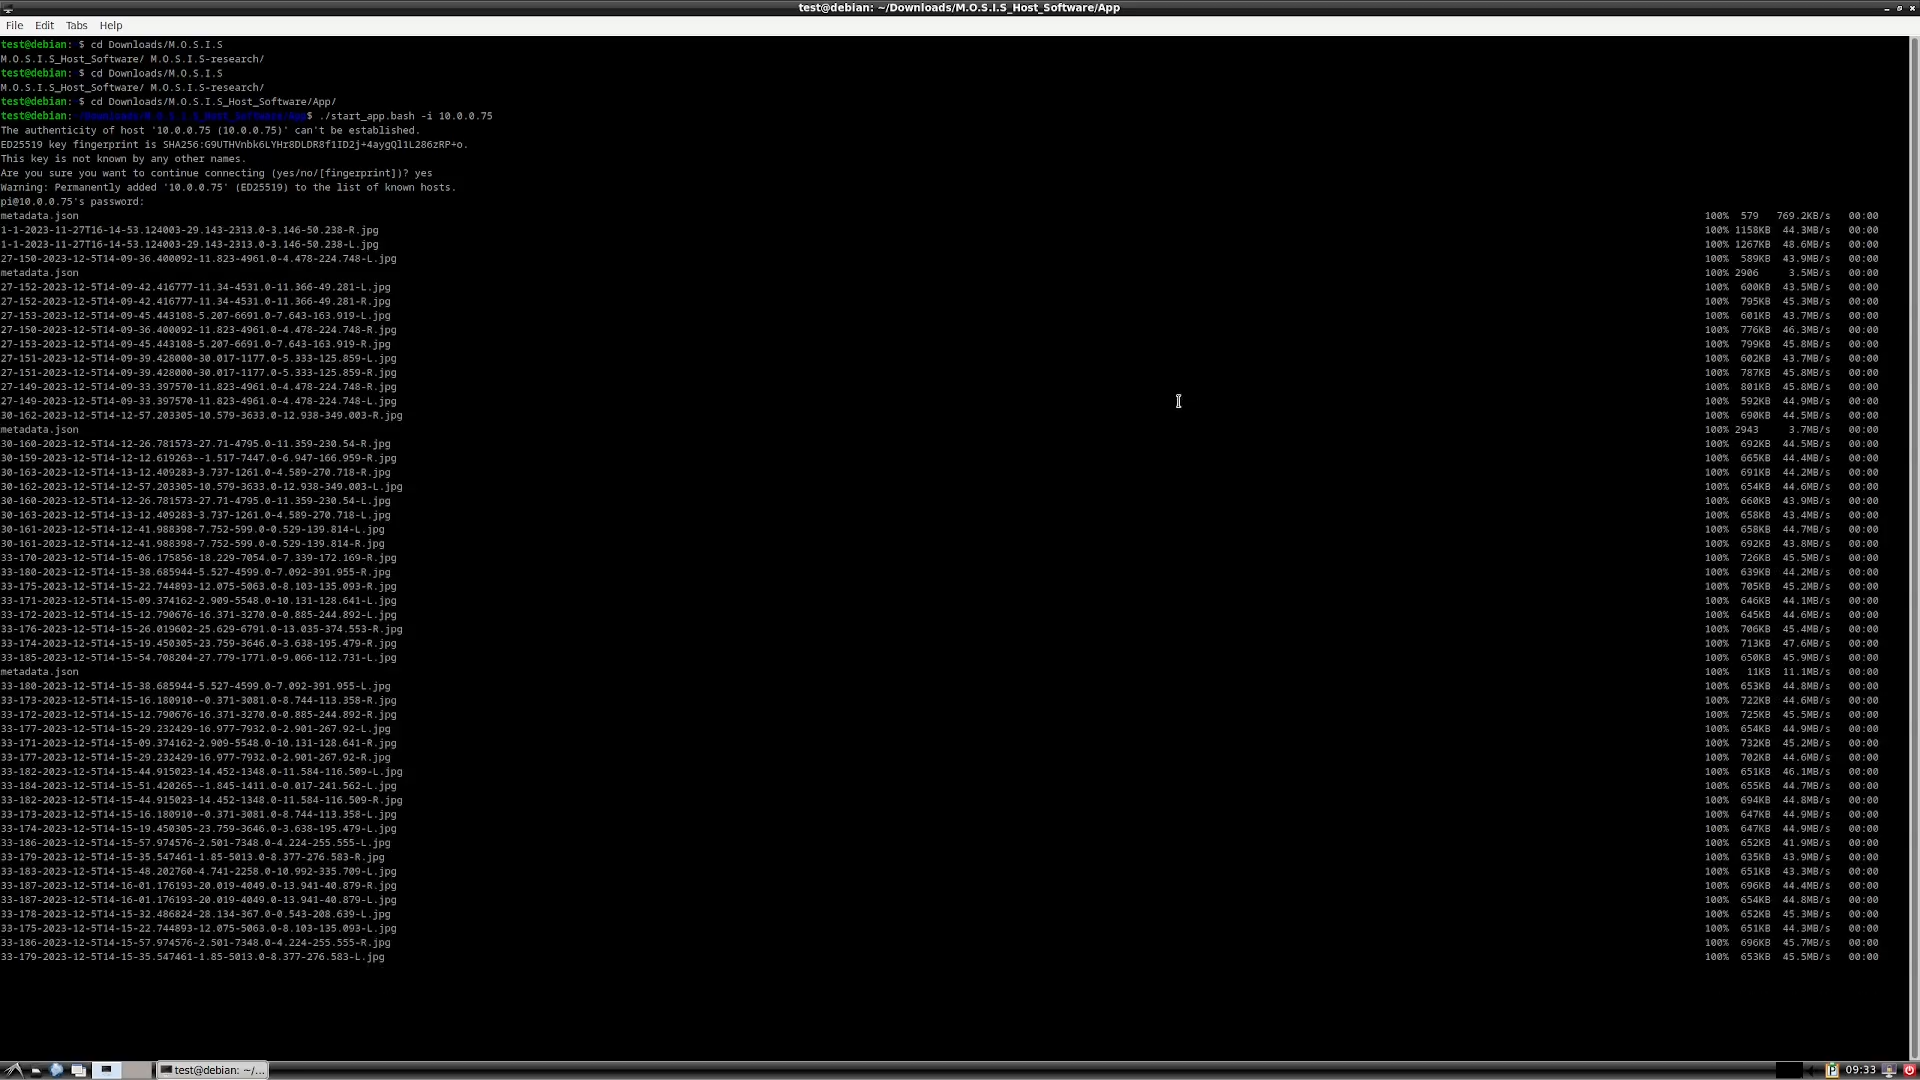 test@debian: ~/Downloads/M.O.S.I.S_Host_Software/App
File Edit Tabs Help
test@debian: $ cd Downloads/M.O.S.I.S
M.O.S.I.S_Host_Software/ M.O.S.I.S-research/
test@debian: $ cd Downloads/M.O.S.I.S
M.O.S.I.S_Host_Software/ M.O.S.I.S-research/
test@debian: $ cd Downloads/M.O.S.I.S_Host_Software/App/
test@debian: ~/Downloads/M.O.S.I.S_Host_Software/App$ ./start_app.bash -i 10.0.0.75
The authenticity of host '10.0.0.75 (10.0.0.75)' can't be established.
ED25519 key fingerprint is SHA256:G9UTHVnbk6LYHr8DLDR8f1ID2j+4aygQl1L286zRP+o.
This key is not known by any other names.
Are you sure you want to continue connecting (yes/no/[fingerprint])? yes
Warning: Permanently added '10.0.0.75' (ED25519) to the list of known hosts.
pi@10.0.0.75's password:
metadata.json 100% 579 769.2KB/s 00:00
1-1-2023-11-27T16-14-53.124003-29.143-2313.0-3.146-50.238-R.jpg 100% 1158KB 44.3MB/s 00:00
1-1-2023-11-27T16-14-53.124003-29.143-2313.0-3.146-50.238-L.jpg 100% 1267KB 48.6MB/s 00:00
27-150-2023-12-5T14-09-36.400092-11.823-4961.0-4.478-224.748-L.jpg 100% 589KB 43.9MB/s 00:00
metadata.json 100% 2906 3.5MB/s 00:00
27-152-2023-12-5T14-09-42.416777-11.34-4531.0-11.366-49.281-L.jpg 100% 600KB 43.5MB/s 00:00
27-152-2023-12-5T14-09-42.416777-11.34-4531.0-11.366-49.281-R.jpg 100% 795KB 45.3MB/s 00:00
27-153-2023-12-5T14-09-45.443108-5.207-6691.0-7.643-163.919-L.jpg 100% 601KB 43.7MB/s 00:00
27-150-2023-12-5T14-09-36.400092-11.823-4961.0-4.478-224.748-R.jpg 100% 776KB 46.3MB/s 00:00
27-153-2023-12-5T14-09-45.443108-5.207-6691.0-7.643-163.919-R.jpg 100% 799KB 45.8MB/s 00:00
27-151-2023-12-5T14-09-39.428000-30.017-1177.0-5.333-125.859-L.jpg 100% 602KB 43.7MB/s 00:00
27-151-2023-12-5T14-09-39.428000-30.017-1177.0-5.333-125.859-R.jpg 100% 787KB 45.8MB/s 00:00
27-149-2023-12-5T14-09-33.397570-11.823-4961.0-4.478-224.748-R.jpg 100% 801KB 45.8MB/s 00:00
27-149-2023-12-5T14-09-33.397570-11.823-4961.0-4.478-224.748-L.jpg 100% 592KB 44.9MB/s 00:00
30-162-2023-12-5T14-12-57.203305-10.579-3633.0-12.938-349.003-R.jpg 100% 690KB 44.5MB/s 00:00
metadata.json 100% 2943 3.7MB/s 00:00
30-160-2023-12-5T14-12-26.781573-27.71-4795.0-11.359-230.54-R.jpg 100% 692KB 44.5MB/s 00:00
30-159-2023-12-5T14-12-12.619263--1.517-7447.0-6.947-166.959-R.jpg 100% 665KB 44.4MB/s 00:00
30-163-2023-12-5T14-13-12.409283-3.737-1261.0-4.589-270.718-R.jpg 100% 691KB 44.2MB/s 00:00
30-162-2023-12-5T14-12-57.203305-10.579-3633.0-12.938-349.003-L.jpg 100% 654KB 44.6MB/s 00:00
30-160-2023-12-5T14-12-26.781573-27.71-4795.0-11.359-230.54-L.jpg 100% 660KB 43.9MB/s 00:00
30-163-2023-12-5T14-13-12.409283-3.737-1261.0-4.589-270.718-L.jpg 100% 658KB 43.4MB/s 00:00
30-161-2023-12-5T14-12-41.988398-7.752-599.0-0.529-139.814-L.jpg 100% 658KB 44.7MB/s 00:00
30-161-2023-12-5T14-12-41.988398-7.752-599.0-0.529-139.814-R.jpg 100% 692KB 43.8MB/s 00:00
33-170-2023-12-5T14-15-06.175856-18.229-7054.0-7.339-172.169-R.jpg 100% 726KB 45.5MB/s 00:00
33-180-2023-12-5T14-15-38.685944-5.527-4599.0-7.092-391.955-R.jpg 100% 639KB 44.2MB/s 00:00
33-175-2023-12-5T14-15-22.744893-12.075-5063.0-8.103-135.093-R.jpg 100% 705KB 45.2MB/s 00:00
33-171-2023-12-5T14-15-09.374162-2.909-5548.0-10.131-128.641-L.jpg 100% 646KB 44.1MB/s 00:00
33-172-2023-12-5T14-15-12.790676-16.371-3270.0-0.885-244.892-L.jpg 100% 645KB 44.6MB/s 00:00
33-176-2023-12-5T14-15-26.019602-25.629-6791.0-13.035-374.553-R.jpg 100% 706KB 45.4MB/s 00:00
33-174-2023-12-5T14-15-19.450305-23.759-3646.0-3.638-195.479-R.jpg 100% 713KB 47.6MB/s 00:00
33-185-2023-12-5T14-15-54.708204-27.779-1771.0-9.066-112.731-L.jpg 100% 650KB 45.9MB/s 00:00
metadata.json 100% 11KB 11.1MB/s 00:00
33-180-2023-12-5T14-15-38.685944-5.527-4599.0-7.092-391.955-L.jpg 100% 653KB 44.8MB/s 00:00
33-173-2023-12-5T14-15-16.180910--0.371-3081.0-8.744-113.358-R.jpg 100% 722KB 44.6MB/s 00:00
33-172-2023-12-5T14-15-12.790676-16.371-3270.0-0.885-244.892-R.jpg 100% 725KB 45.5MB/s 00:00
33-177-2023-12-5T14-15-29.232429-16.977-7932.0-2.901-267.92-L.jpg 100% 654KB 44.9MB/s 00:00
33-171-2023-12-5T14-15-09.374162-2.909-5548.0-10.131-128.641-R.jpg 100% 732KB 45.2MB/s 00:00
33-177-2023-12-5T14-15-29.232429-16.977-7932.0-2.901-267.92-R.jpg 100% 702KB 44.6MB/s 00:00
33-182-2023-12-5T14-15-44.915023-14.452-1348.0-11.584-116.509-L.jpg 100% 651KB 46.1MB/s 00:00
33-184-2023-12-5T14-15-51.420265--1.845-1411.0-0.017-241.562-L.jpg 100% 655KB 44.7MB/s 00:00
33-182-2023-12-5T14-15-44.915023-14.452-1348.0-11.584-116.509-R.jpg 100% 694KB 44.8MB/s 00:00
33-173-2023-12-5T14-15-16.180910--0.371-3081.0-8.744-113.358-L.jpg 100% 647KB 44.9MB/s 00:00
33-174-2023-12-5T14-15-19.450305-23.759-3646.0-3.638-195.479-L.jpg 100% 647KB 44.9MB/s 00:00
33-186-2023-12-5T14-15-57.974576-2.501-7348.0-4.224-255.555-L.jpg 100% 652KB 41.9MB/s 00:00
33-179-2023-12-5T14-15-35.547461-1.85-5013.0-8.377-276.583-R.jpg 100% 635KB 43.9MB/s 00:00
33-183-2023-12-5T14-15-48.202760-4.741-2258.0-10.992-335.709-L.jpg 100% 651KB 43.3MB/s 00:00
33-187-2023-12-5T14-16-01.176193-20.019-4049.0-13.941-40.879-R.jpg 100% 696KB 44.4MB/s 00:00
33-187-2023-12-5T14-16-01.176193-20.019-4049.0-13.941-40.879-L.jpg 100% 654KB 44.8MB/s 00:00
33-178-2023-12-5T14-15-32.486824-28.134-367.0-0.543-208.639-L.jpg 100% 652KB 45.3MB/s 00:00
33-175-2023-12-5T14-15-22.744893-12.075-5063.0-8.103-135.093-L.jpg 100% 651KB 44.3MB/s 00:00
33-186-2023-12-5T14-15-57.974576-2.501-7348.0-4.224-255.555-R.jpg 100% 696KB 45.7MB/s 00:00
33-179-2023-12-5T14-15-35.547461-1.85-5013.0-8.377-276.583-L.jpg 100% 653KB 45.5MB/s 00:00
test@debian: ~/... 09:33